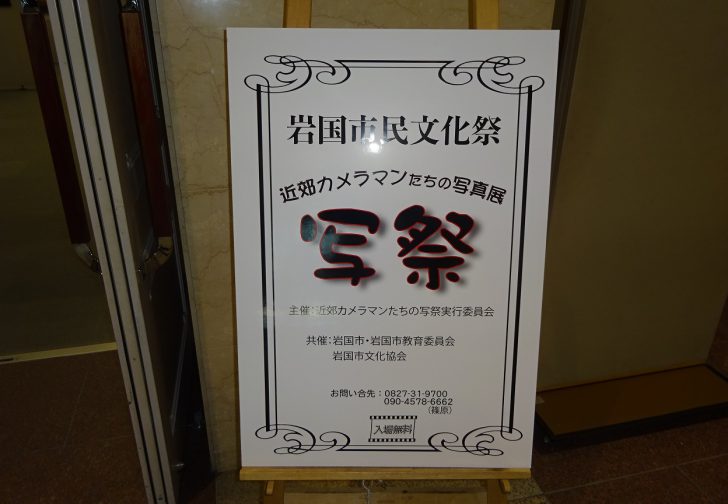 岩国市民文化祭
近郊カメラマンたちの写真展
写祭
主催:近郊カメラマンたちの写祭実行委員会
共催:岩国市・岩国市教育委員会
岩国市文化協会
お問い合わせ先:0827-31-9700
090-4578-6662
(篠原)
入場無料